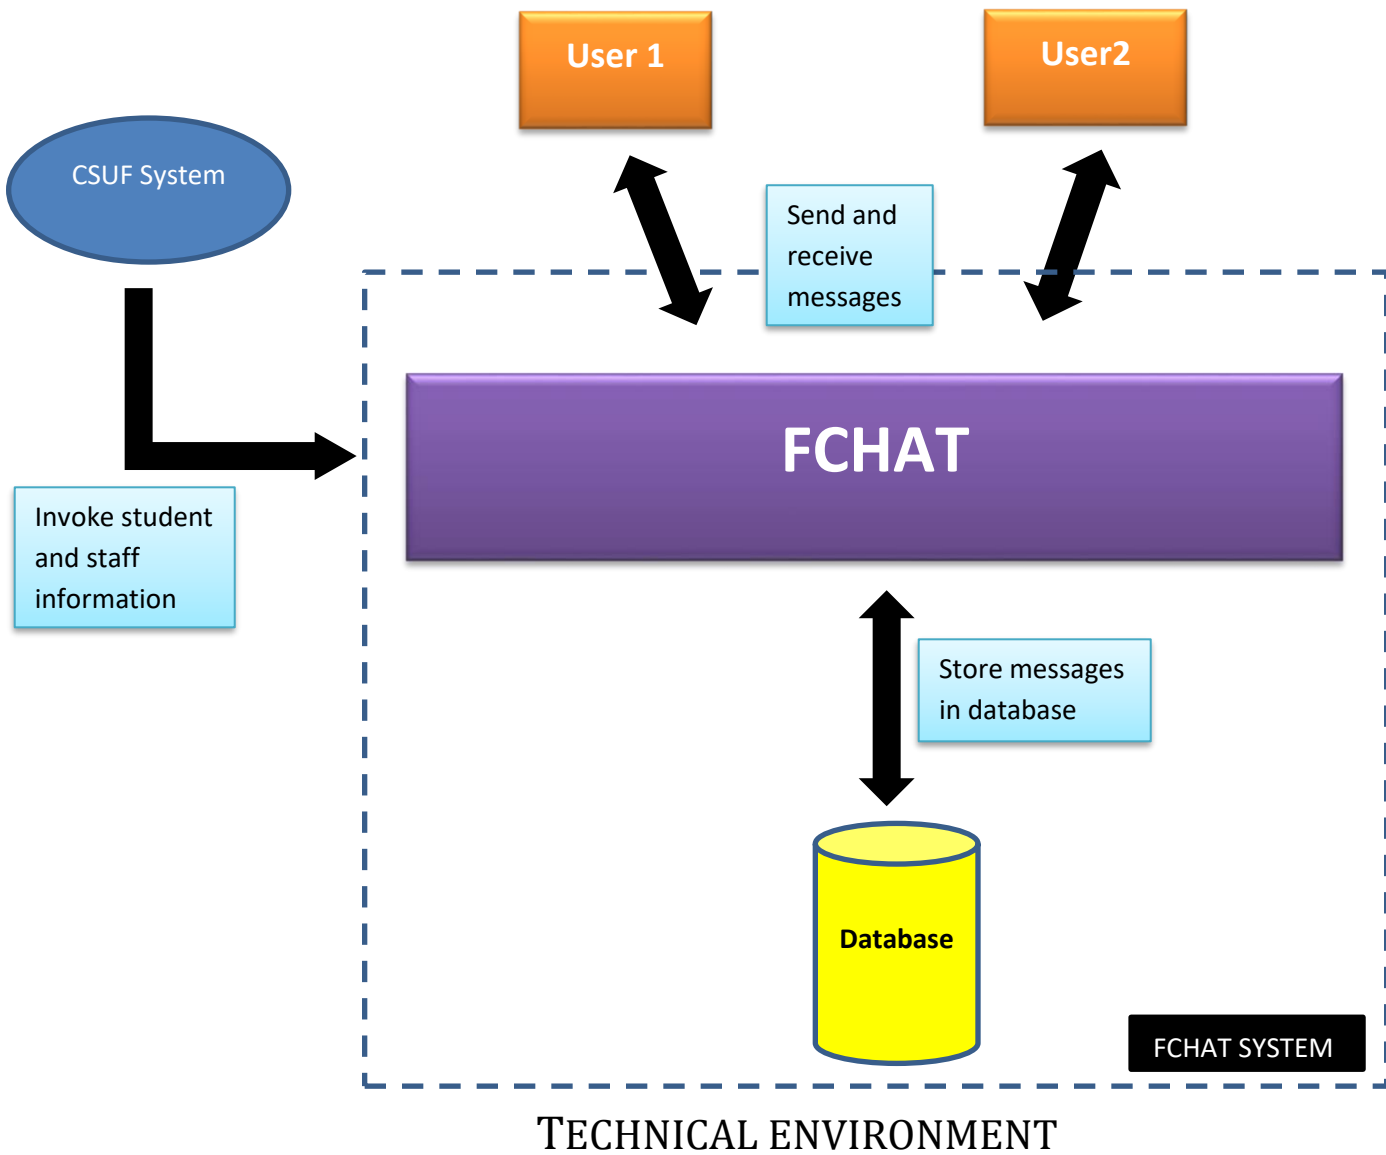 User 1
User2
CSUF System
Send and
receive
messages
FCHAT
Invoke student
and staff
information
Store messages
in database
Database
FCHAT SYSTEM
TECHNICAL ENVIRONMENT